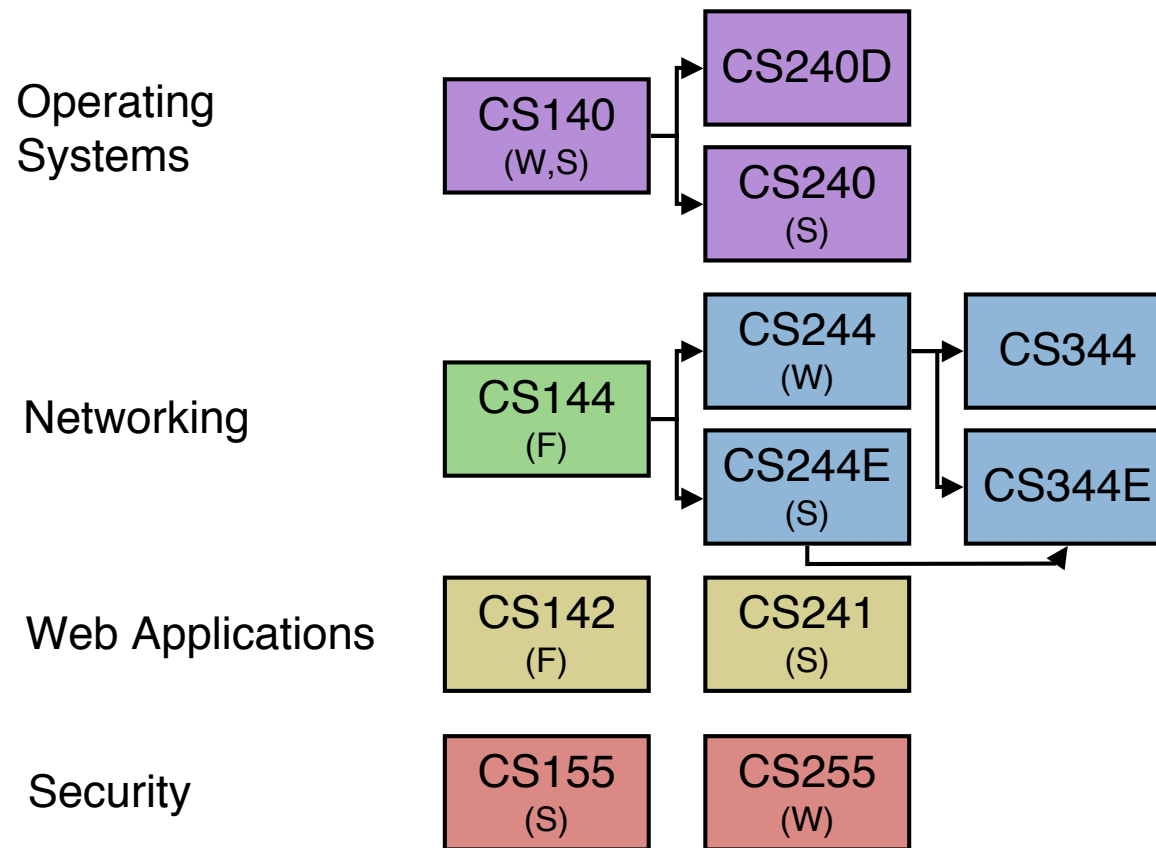 Operating
Systems
CS140
(W,S)
CS240D
CS240
(S)
Networking
CS144
(F)
CS244
(W)
CS344
CS244E
(S)
CS344E
Web Applications
CS142
(F)
CS241
(S)
Security
CS155
(S)
CS255
(W)